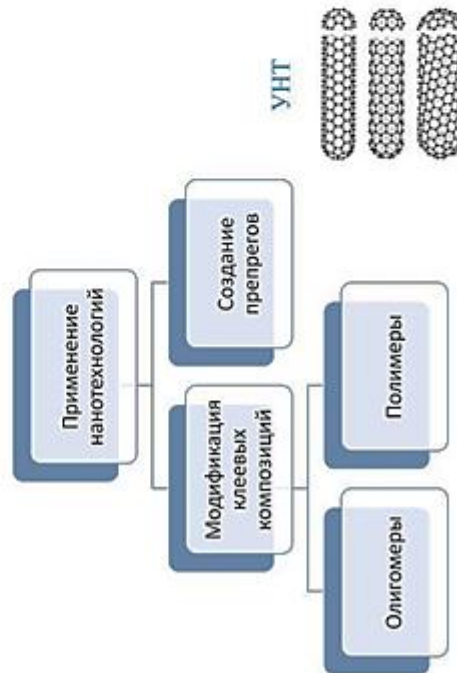 Применение
нанотехнологий
Модификация
клеевых
композиций
Создание
препрегов
Олигомеры
Полимеры
УНТ